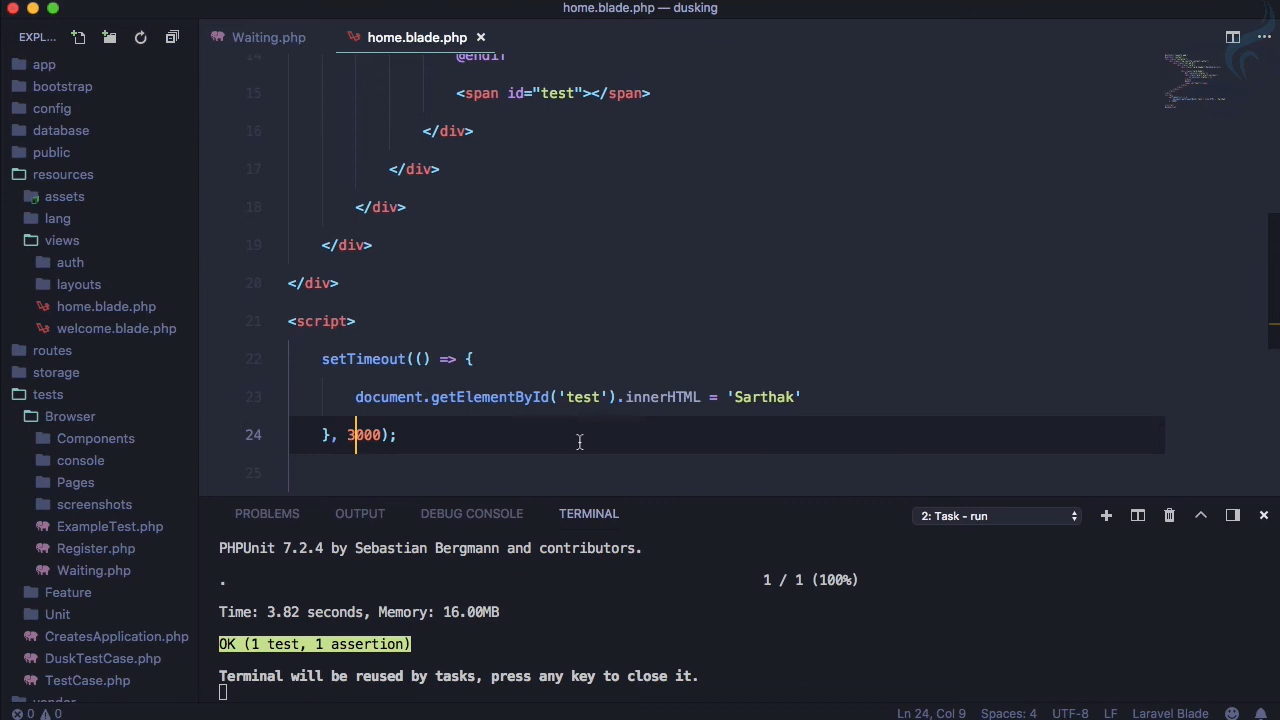 home.blade.php — dusking
EXPL...
Waiting.php
home.blade.php
app
bootstrap
config
database
public
resources
assets
lang
views
auth
layouts
home.blade.php
welcome.blade.php
routes
storage
tests
Browser
Components
console
Pages
screenshots
ExampleTest.php
Register.php
Waiting.php
Feature
Unit
CreatesApplication.php
DuskTestCase.php
TestCase.php
vendor
14 @endif
15 <span id="test"></span>
16 </div>
17 </div>
18 </div>
19 </div>
20 </div>
21 <script>
22 setTimeout(() => {
23 document.getElementById('test').innerHTML = 'Sarthak'
24 }, 3000);
25
PROBLEMS OUTPUT DEBUG CONSOLE TERMINAL 2: Task - run
PHPUnit 7.2.4 by Sebastian Bergmann and contributors.
. 1 / 1 (100%)
Time: 3.82 seconds, Memory: 16.00MB
OK (1 test, 1 assertion)
Terminal will be reused by tasks, press any key to close it.
0 0 Ln 24, Col 9 Spaces: 4 UTF-8 LF Laravel Blade